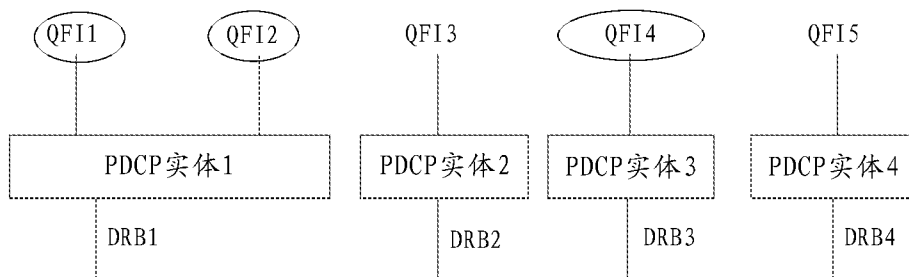 QFI1
QFI2
QFI3
QFI4
QFI5
PDCP实体1
PDCP实体2
PDCP实体3
PDCP实体4
DRB1
DRB2
DRB3
DRB4